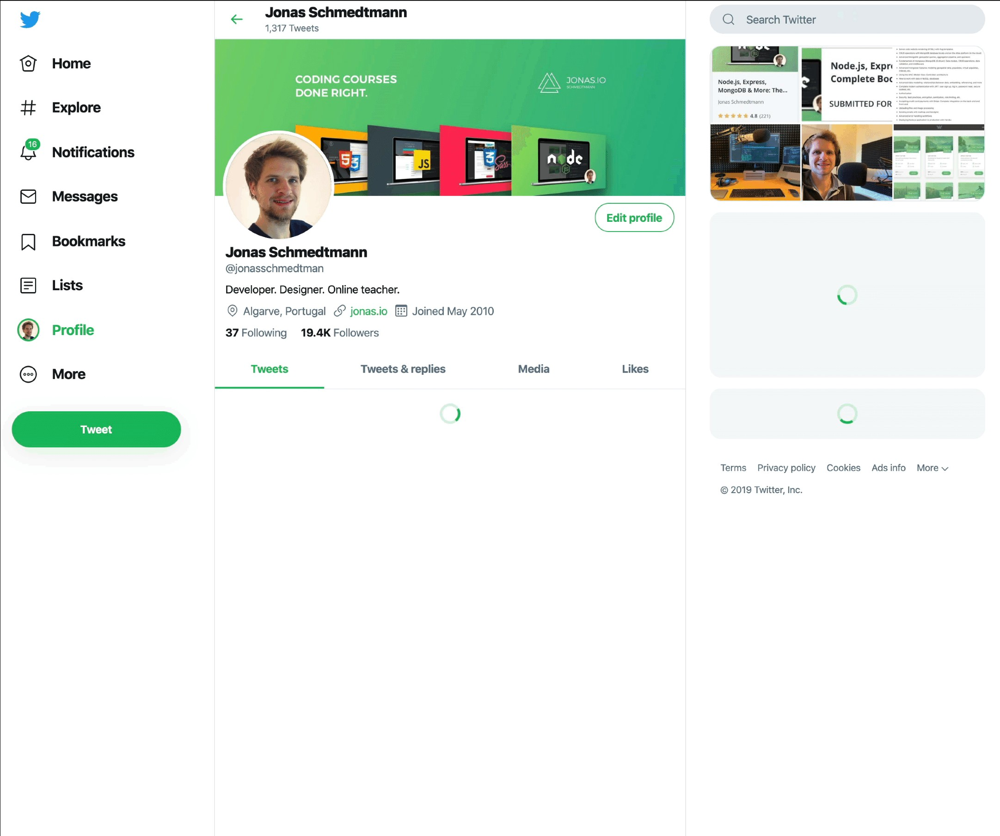 Home
Explore
16
Notifications
Messages
Bookmarks
Lists
Profile
More
Tweet
Jonas Schmedtmann
1,317 Tweets
CODING COURSES
DONE RIGHT.
JONAS.IO
SCHMEDTMANN
5
3
JS
3
Sass
node
JS
Edit profile
Jonas Schmedtmann
@jonasschmedtman
Developer. Designer. Online teacher.
Algarve, Portugal jonas.io Joined May 2010
37 Following 19.4K Followers
Tweets Tweets & replies Media Likes
Search Twitter
Node.js, Express,
MongoDB & More: The...
Jonas Schmedtmann
4.8 (221)
Node.js, Expre
Complete Boo
SUBMITTED FOR
Terms Privacy policy Cookies Ads info More
© 2019 Twitter, Inc.